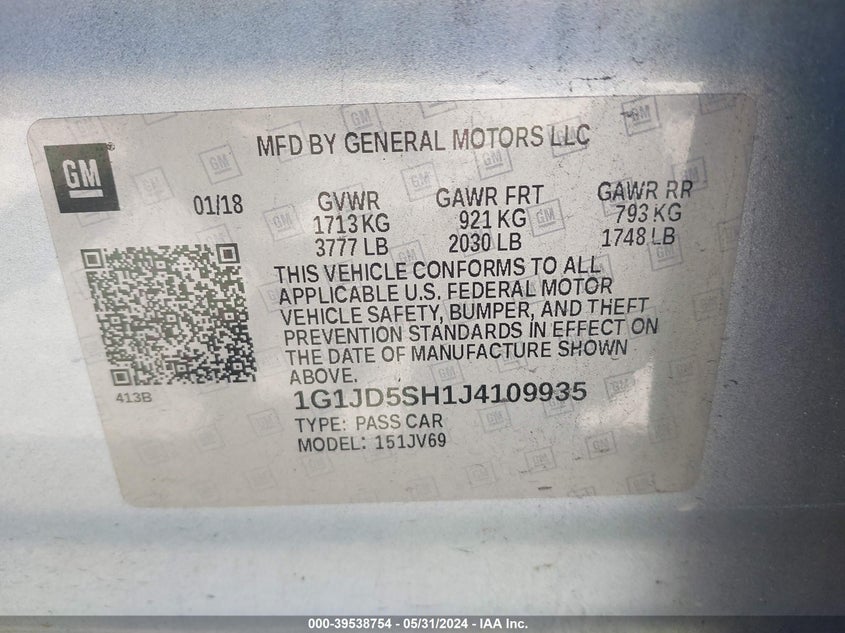 GM
MFD BY GENERAL MOTORS LLC
01/18
GVWR
1713 KG
3777 LB
GAWR FRT
921 KG
2030 LB
GAWR RR
793 KG
1748 LB
THIS VEHICLE CONFORMS TO ALL
APPLICABLE U.S. FEDERAL MOTOR
VEHICLE SAFETY, BUMPER, AND THEFT
PREVENTION STANDARDS IN EFFECT ON
THE DATE OF MANUFACTURE SHOWN
ABOVE.
413B
1G1JD5SH1J4109935
TYPE: PASS CAR
MODEL: 151JV69
000-39538754 - 05/31/2024 - IAA Inc.